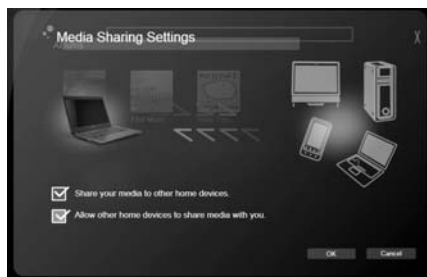 Media Sharing Settings
X
Share your media to other home devices.
Allow other home devices to share media with you.
OK
Cancel